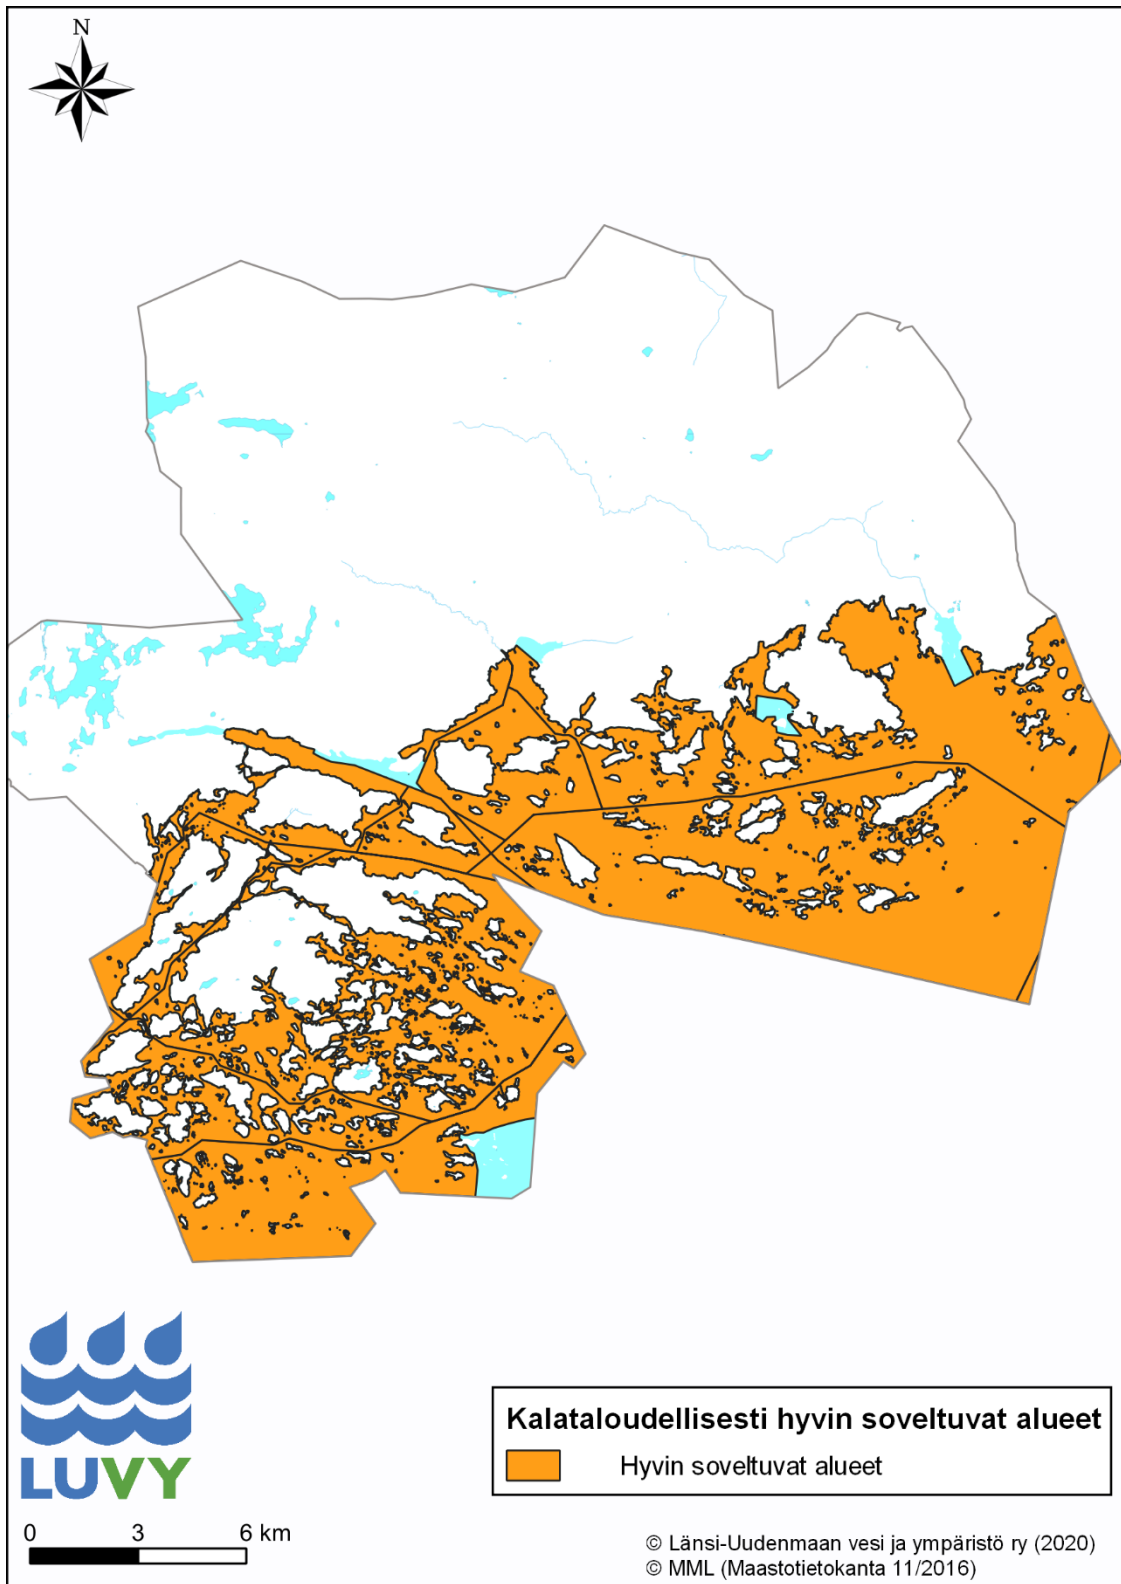 N
LUVY
0 3 6 km
Kalataloudellisesti hyvin soveltuvat alueet
Hyvin soveltuvat alueet
© Länsi-Uudenmaan vesi ja ympäristö ry (2020)
© MML (Maastotietokanta 11/2016)